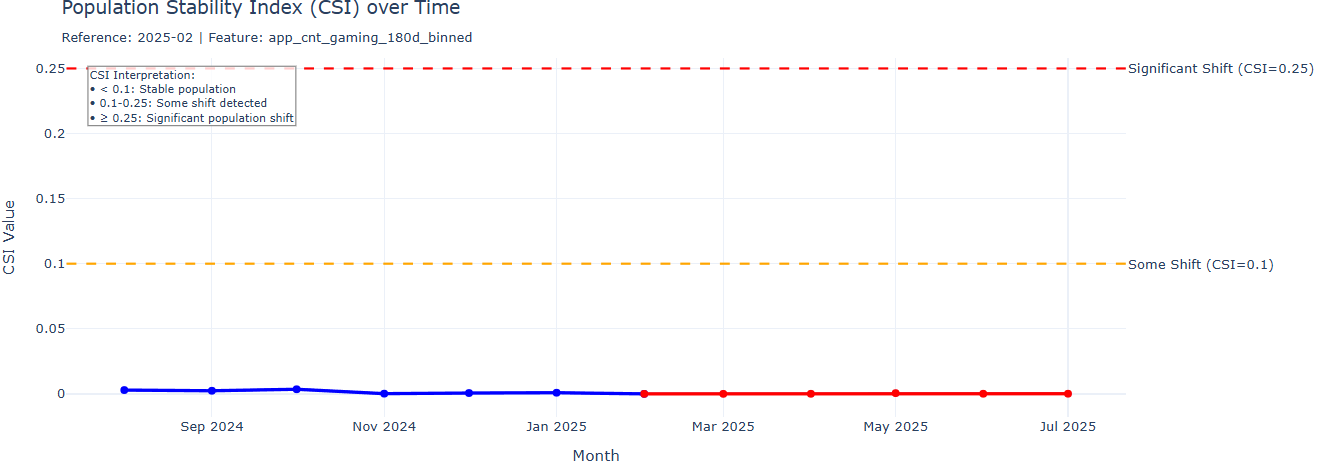 Population Stability Index (CSI) over Time
Reference: 2025-02 | Feature: app_cnt_gaming_180d_binned
CSI Interpretation:
• < 0.1: Stable population
• 0.1-0.25: Some shift detected
• ≥ 0.25: Significant population shift
Significant Shift (CSI=0.25)
Some Shift (CSI=0.1)
CSI Value
0.25
0.2
0.15
0.1
0.05
0
Sep 2024
Nov 2024
Jan 2025
Mar 2025
May 2025
Jul 2025
Month